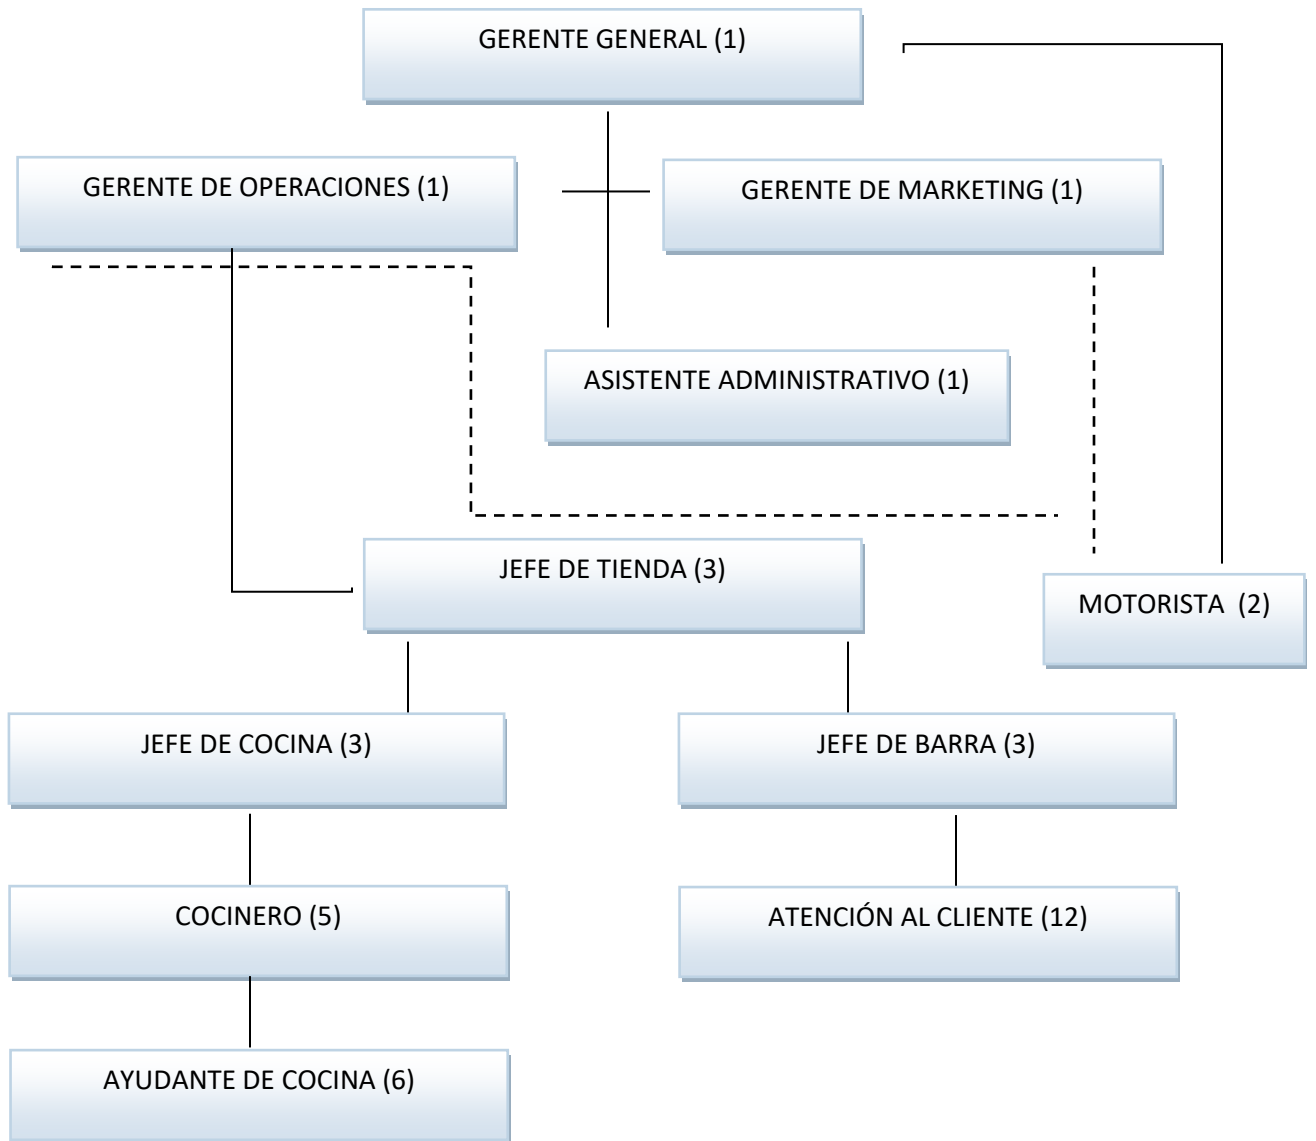 GERENTE GENERAL (1)
GERENTE DE OPERACIONES (1)
GERENTE DE MARKETING (1)
ASISTENTE ADMINISTRATIVO (1)
JEFE DE TIENDA (3)
MOTORISTA (2)
JEFE DE COCINA (3)
JEFE DE BARRA (3)
COCINERO (5)
ATENCIÓN AL CLIENTE (12)
AYUDANTE DE COCINA (6)